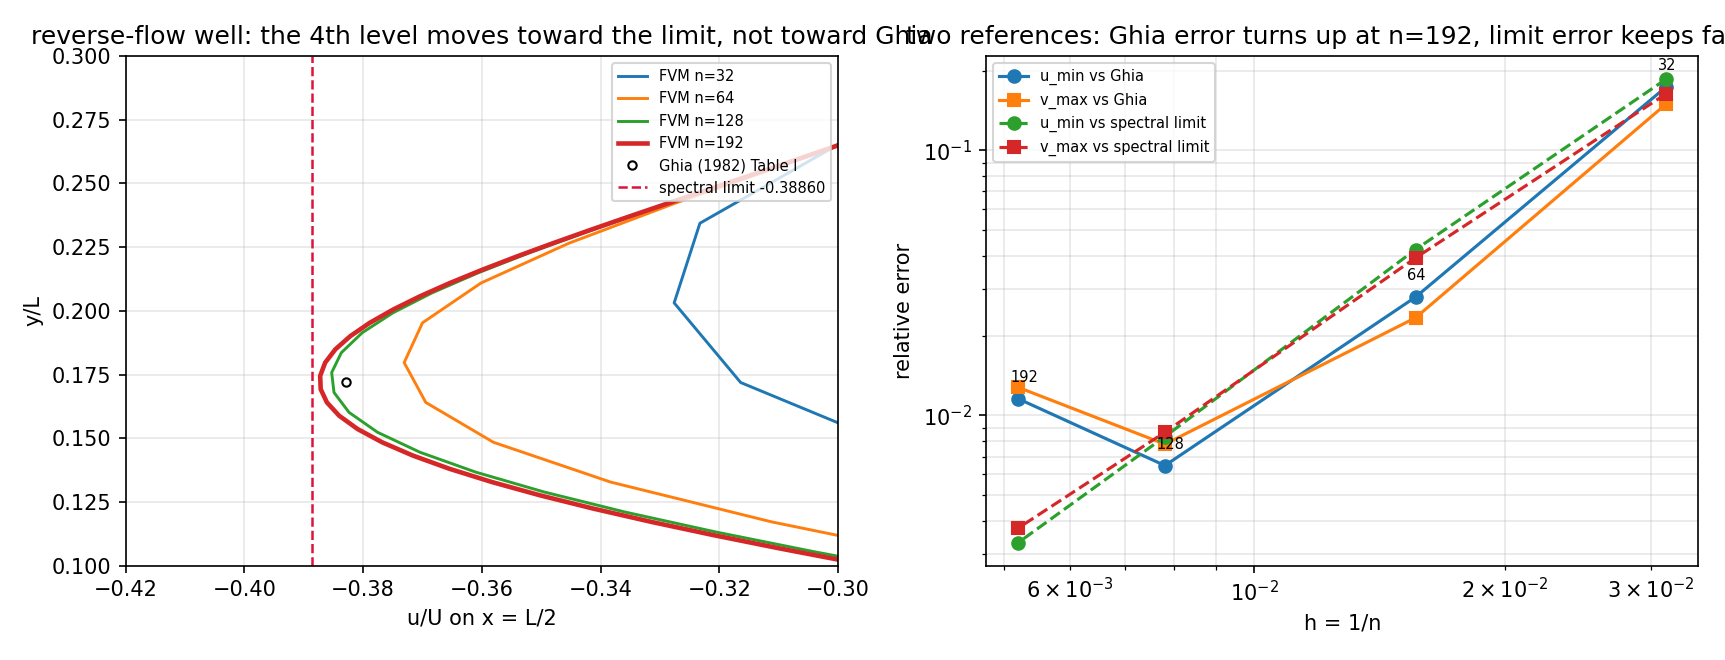 reverse-flow well: the 4th level moves toward the limit, not toward Ghia
0.300
0.275
0.250
0.225
0.200
0.175
0.150
0.125
0.100
y/L
−0.42
−0.40
−0.38
−0.36
−0.34
−0.32
−0.30
u/U on x = L/2
FVM n=32
FVM n=64
FVM n=128
FVM n=192
Ghia (1982) Table I
spectral limit -0.38860
two references: Ghia error turns up at n=192, limit error keeps fa
10⁻¹
10⁻²
relative error
6 × 10⁻³
10⁻²
2 × 10⁻²
3 × 10⁻²
h = 1/n
u_min vs Ghia
v_max vs Ghia
u_min vs spectral limit
v_max vs spectral limit
32
64
128
192